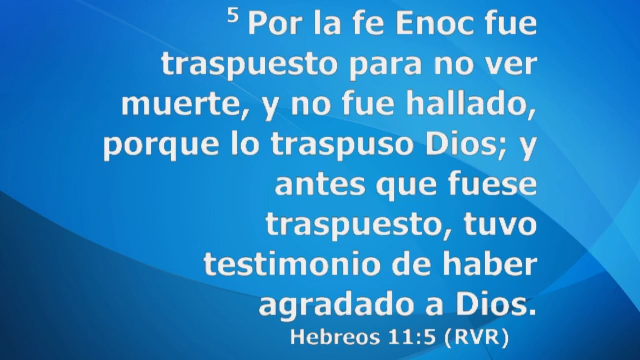 5 Por la fe Enoc fue
traspuesto para no ver
muerte, y no fue hallado,
porque lo traspuso Dios; y
antes que fuese
traspuesto, tuvo
testimonio de haber
agradado a Dios.
Hebreos 11:5 (RVR)